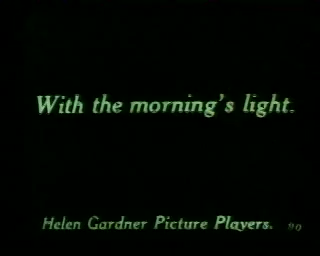 With the morning's light.
Helen Gardner Picture Players.